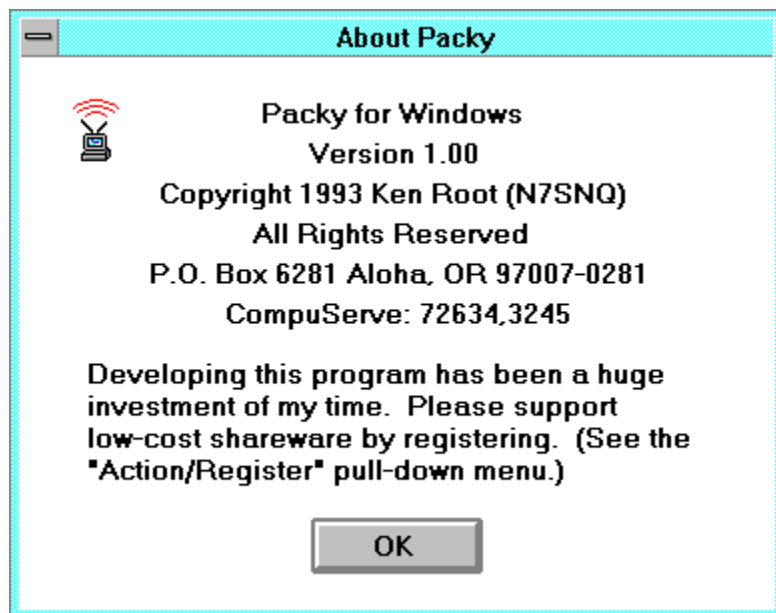 About Packy
Packy for Windows
Version 1.00
Copyright 1993 Ken Root (N7SNQ)
All Rights Reserved
P.O. Box 6281 Aloha, OR 97007-0281
CompuServe: 72634,3245
Developing this program has been a huge
investment of my time.  Please support
low-cost shareware by registering.  (See the
"Action/Register" pull-down menu.)
OK